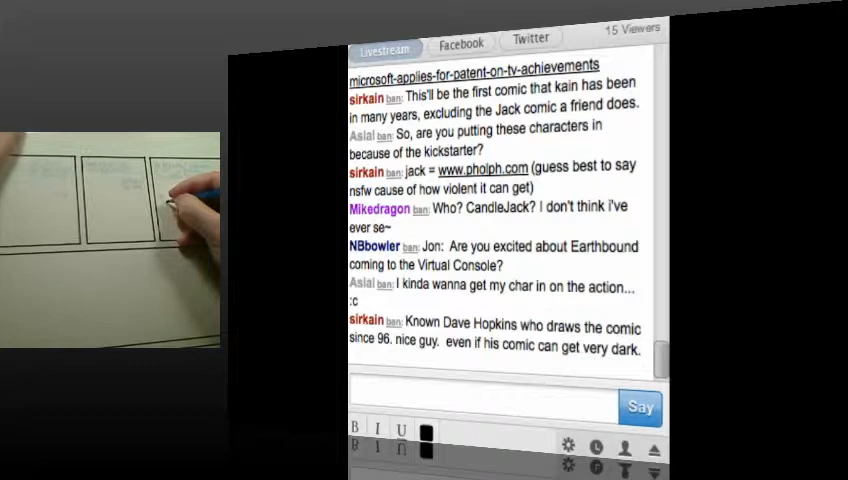 Livestream Facebook Twitter 15 Viewers
microsoft-applies-for-patent-on-tv-achievements
sirkain ban: This'll be the first comic that kain has been
in many years, excluding the Jack comic a friend does.
Aslal ban: So, are you putting these characters in
because of the kickstarter?
sirkain ban: jack = www.pholph.com (guess best to say
nsfw cause of how violent it can get)
Mikedragon ban: Who? CandleJack? I don't think i've
ever se~
NBbowler ban: Jon: Are you excited about Earthbound
coming to the Virtual Console?
Aslal ban: I kinda wanna get my char in on the action...
:c
sirkain ban: Known Dave Hopkins who draws the comic
since 96. nice guy. even if his comic can get very dark.
Say
B I U